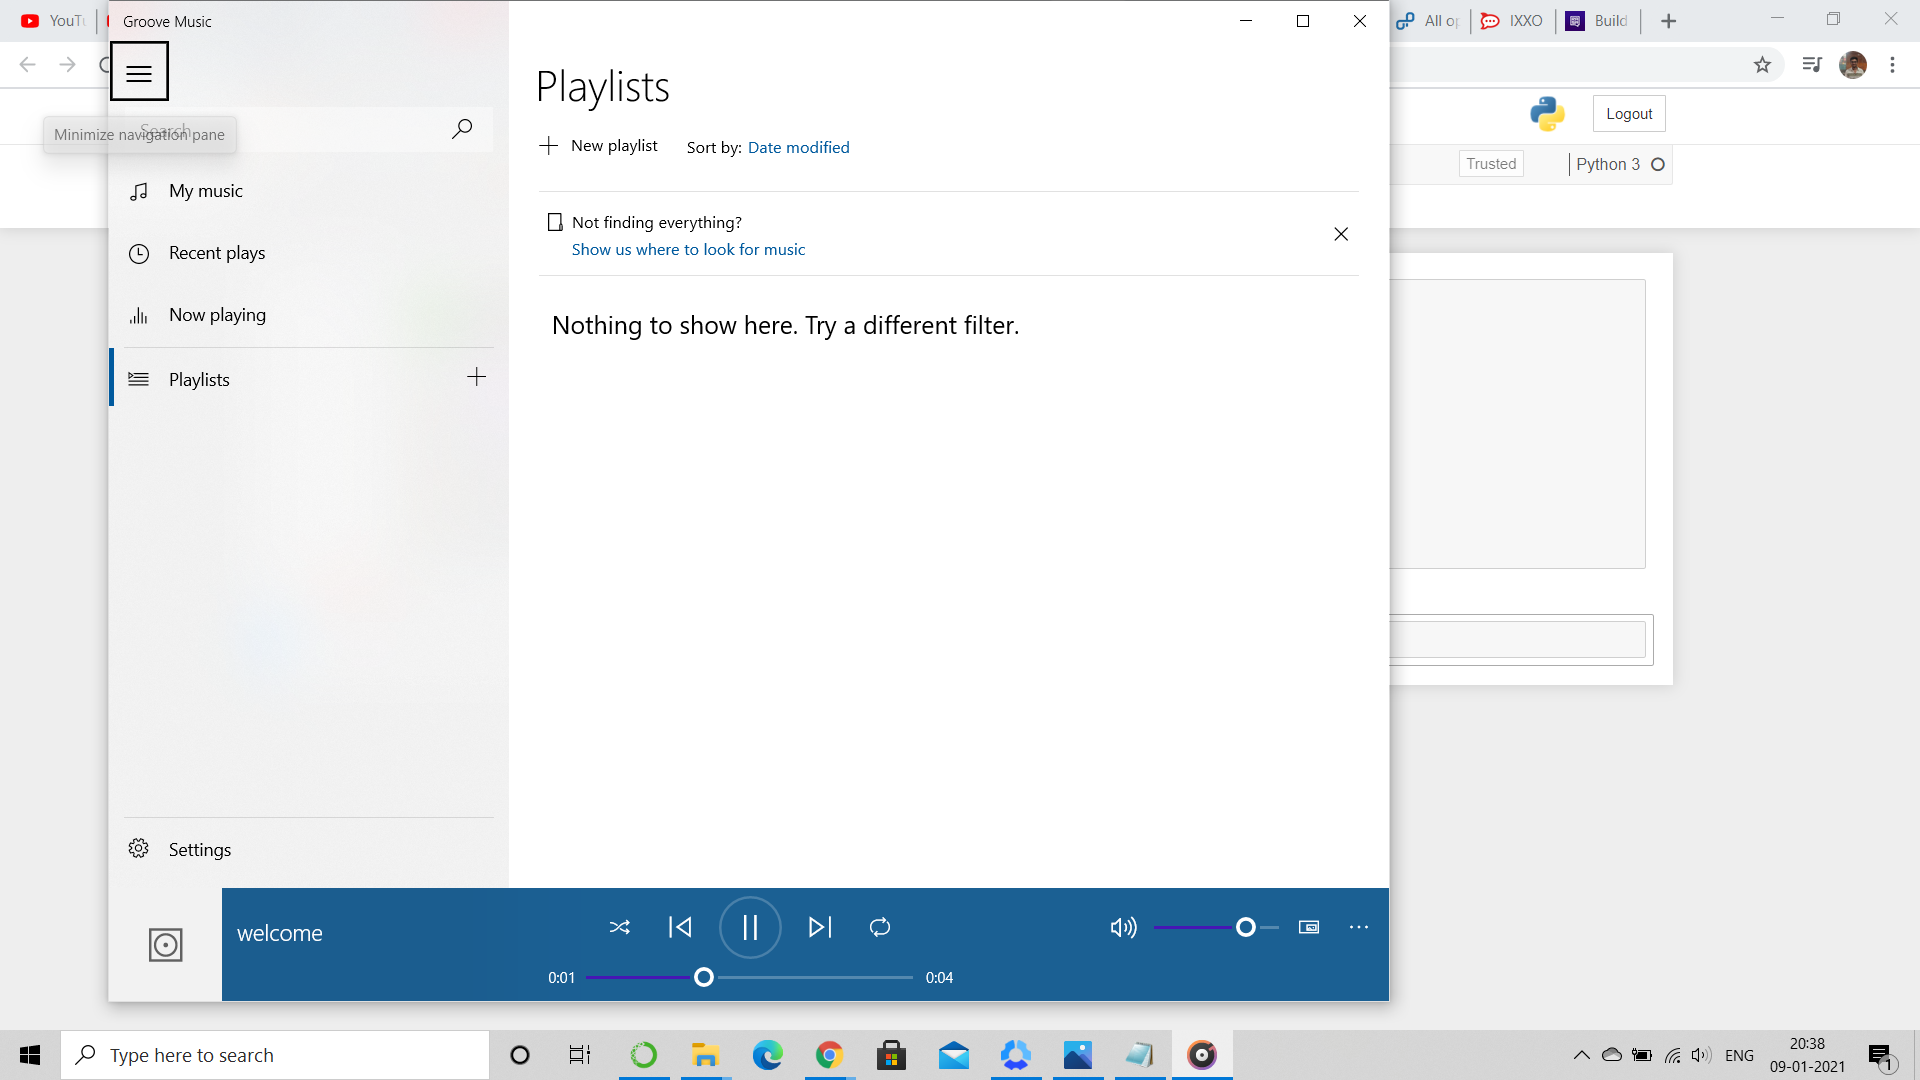 YouTu
Groove Music
All op
IXXO
Build
Minimize navigation pane
Search
My music
Recent plays
Now playing
Playlists
Settings
Playlists
New playlist
Sort by: Date modified
Not finding everything?
Show us where to look for music
Nothing to show here. Try a different filter.
Logout
Trusted
Python 3
welcome
0:01
0:04
Type here to search
ENG
20:38
09-01-2021
1